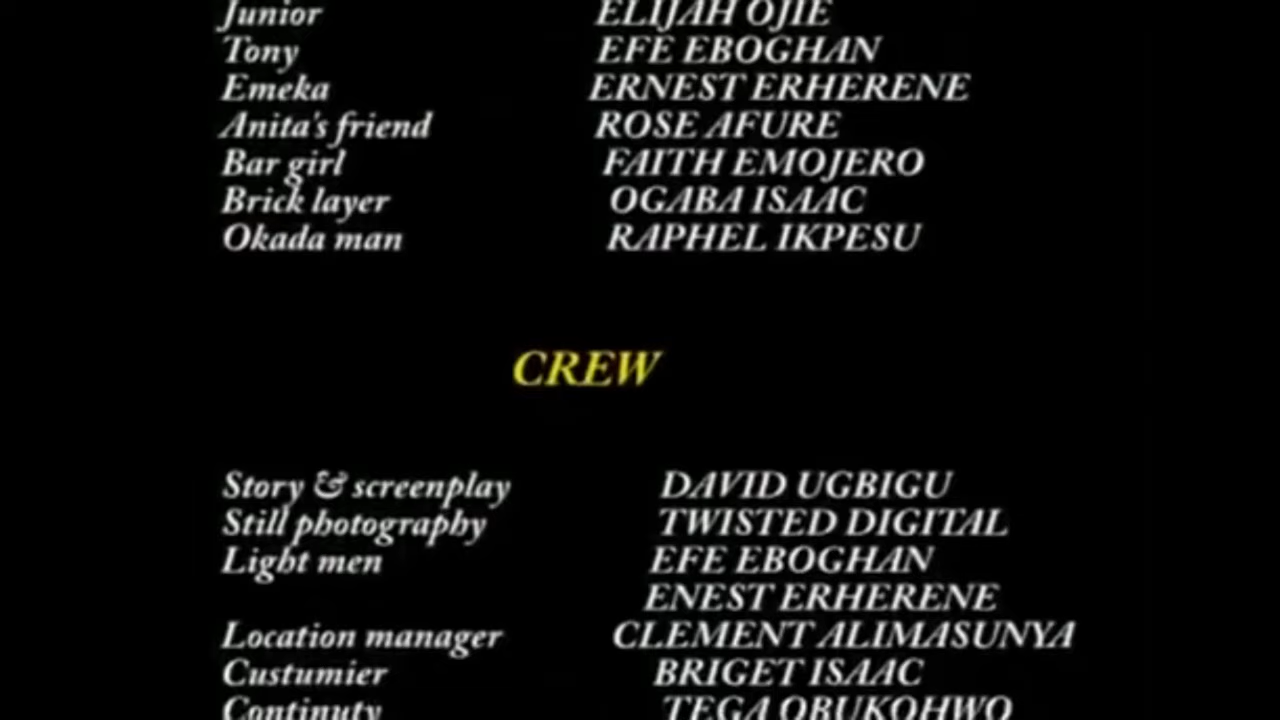 Junior ELIJAH OJIE
Tony EFE EBOGHAN
Emeka ERNEST ERHERENE
Anita's friend ROSE AFURE
Bar girl FAITH EMOJERO
Brick layer OGABA ISAAC
Okada man RAPHEL IKPESU
CREW
Story & screenplay DAVID UGBIGU
Still photography TWISTED DIGITAL
Light men EFE EBOGHAN
ENEST ERHERENE
Location manager CLEMENT ALIMASUNYA
Custumier BRIGET ISAAC
Continuty TEGA OBUKOHWO